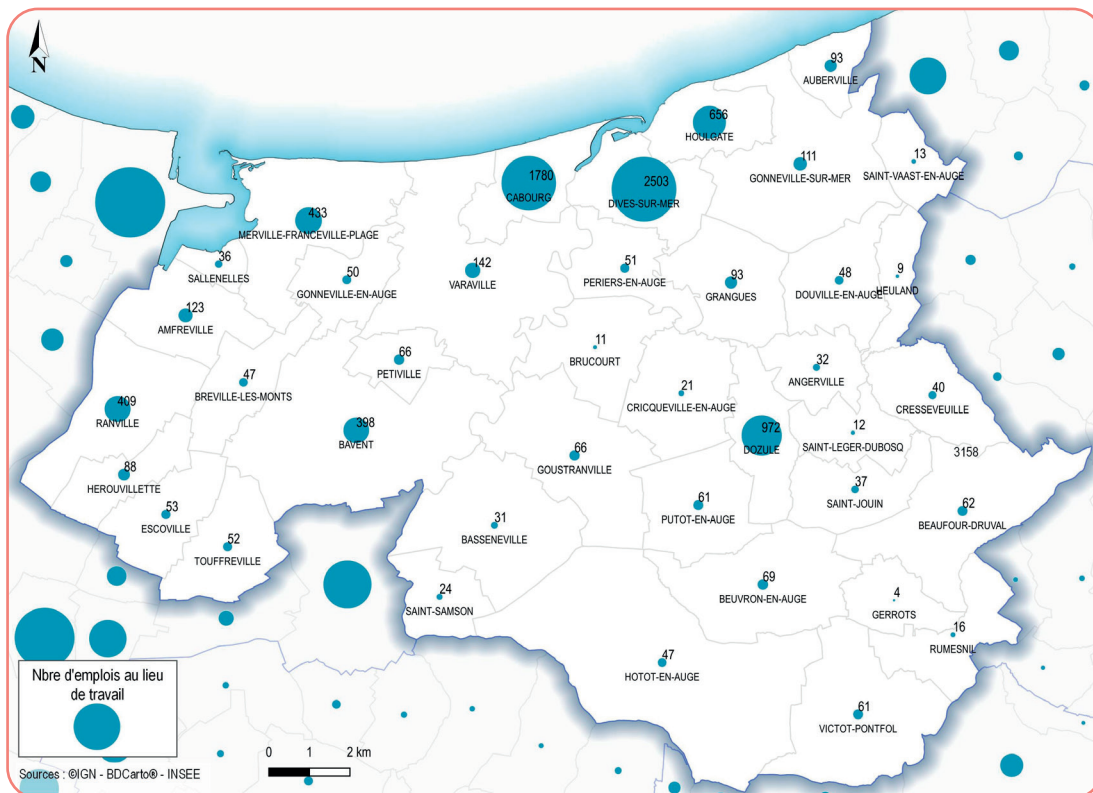 N
93
AUBERVILLE
656
HOULGATE
111
GONNEVILLE-SUR-MER
13
SAINT-VAAST-EN-AUGE
1780
CABOURG
2503
DIVES-SUR-MER
433
MERVILLE-FRANCEVILLE-PLAGE
36
SALLENELLES
50
GONNEVILLE-EN-AUGE
142
VARAVILLE
51
PERIERS-EN-AUGE
93
GRANGUES
48
DOUVILLE-EN-AUGE
9
HEULAND
123
AMFREVILLE
66
PETIVILLE
11
BRUCOURT
32
ANGERVILLE
47
BREVILLE-LES-MONTS
21
CRICQUEVILLE-EN-AUGE
40
CRESSEVEUILLE
409
RANVILLE
398
BAVENT
972
DOZULE
12
SAINT-LEGER-DUBOSQ
3158
88
HEROUVILLETTE
66
GOUSTRANVILLE
37
SAINT-JOUIN
53
ESCOVILLE
61
PUTOT-EN-AUGE
62
BEAUFOUR-DRUVAL
31
BASSENEVILLE
52
TOUFFREVILLE
69
BEUVRON-EN-AUGE
24
SAINT-SAMSON
4
GERROTS
16
RUMESNIL
47
HOTOT-EN-AUGE
61
VICTOT-PONTFOL
Nbre d'emplois au lieu
de travail
0 1 2 km
Sources : ©IGN - BDCarto® - INSEE